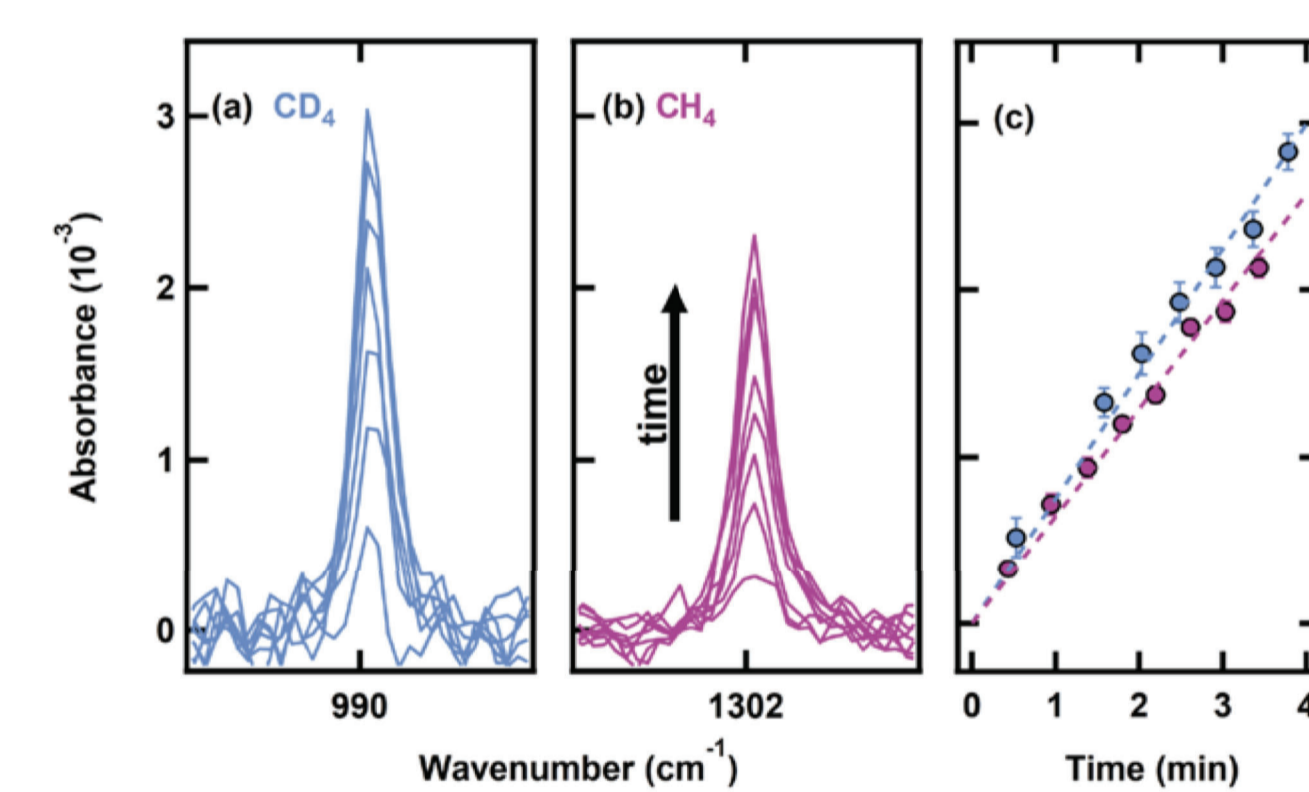 (a) CD₄
(b) CH₄
(c)
3
2
1
0
Absorbance (10⁻³)
time
990
1302
0 1 2 3 4
Wavenumber (cm⁻¹)
Time (min)